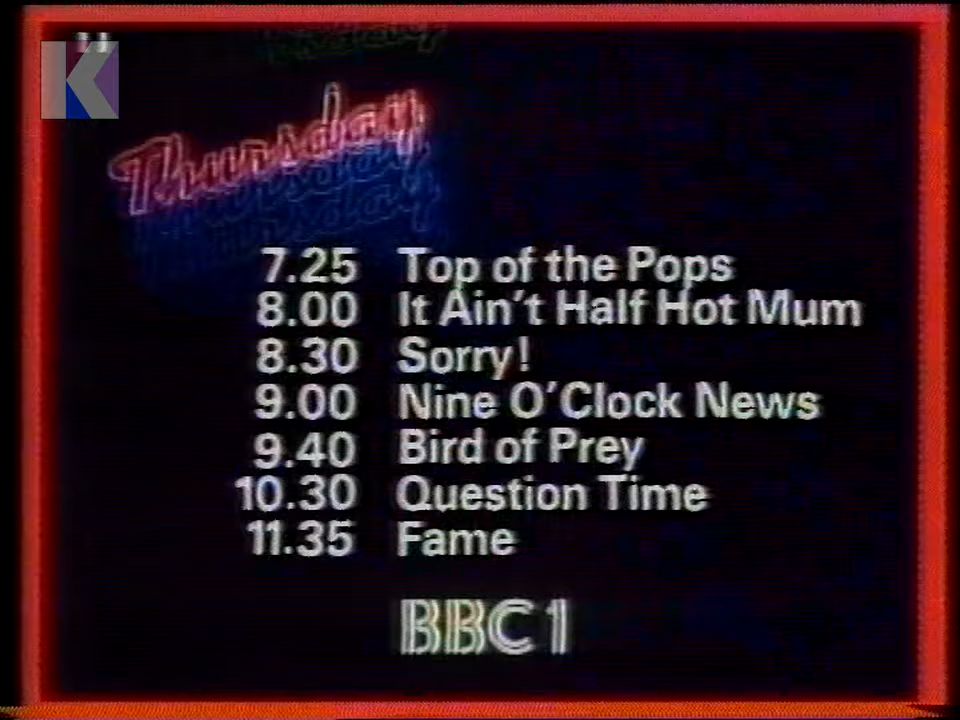 Thursday
7.25 Top of the Pops
8.00 It Ain't Half Hot Mum
8.30 Sorry!
9.00 Nine O'Clock News
9.40 Bird of Prey
10.30 Question Time
11.35 Fame
BBC1